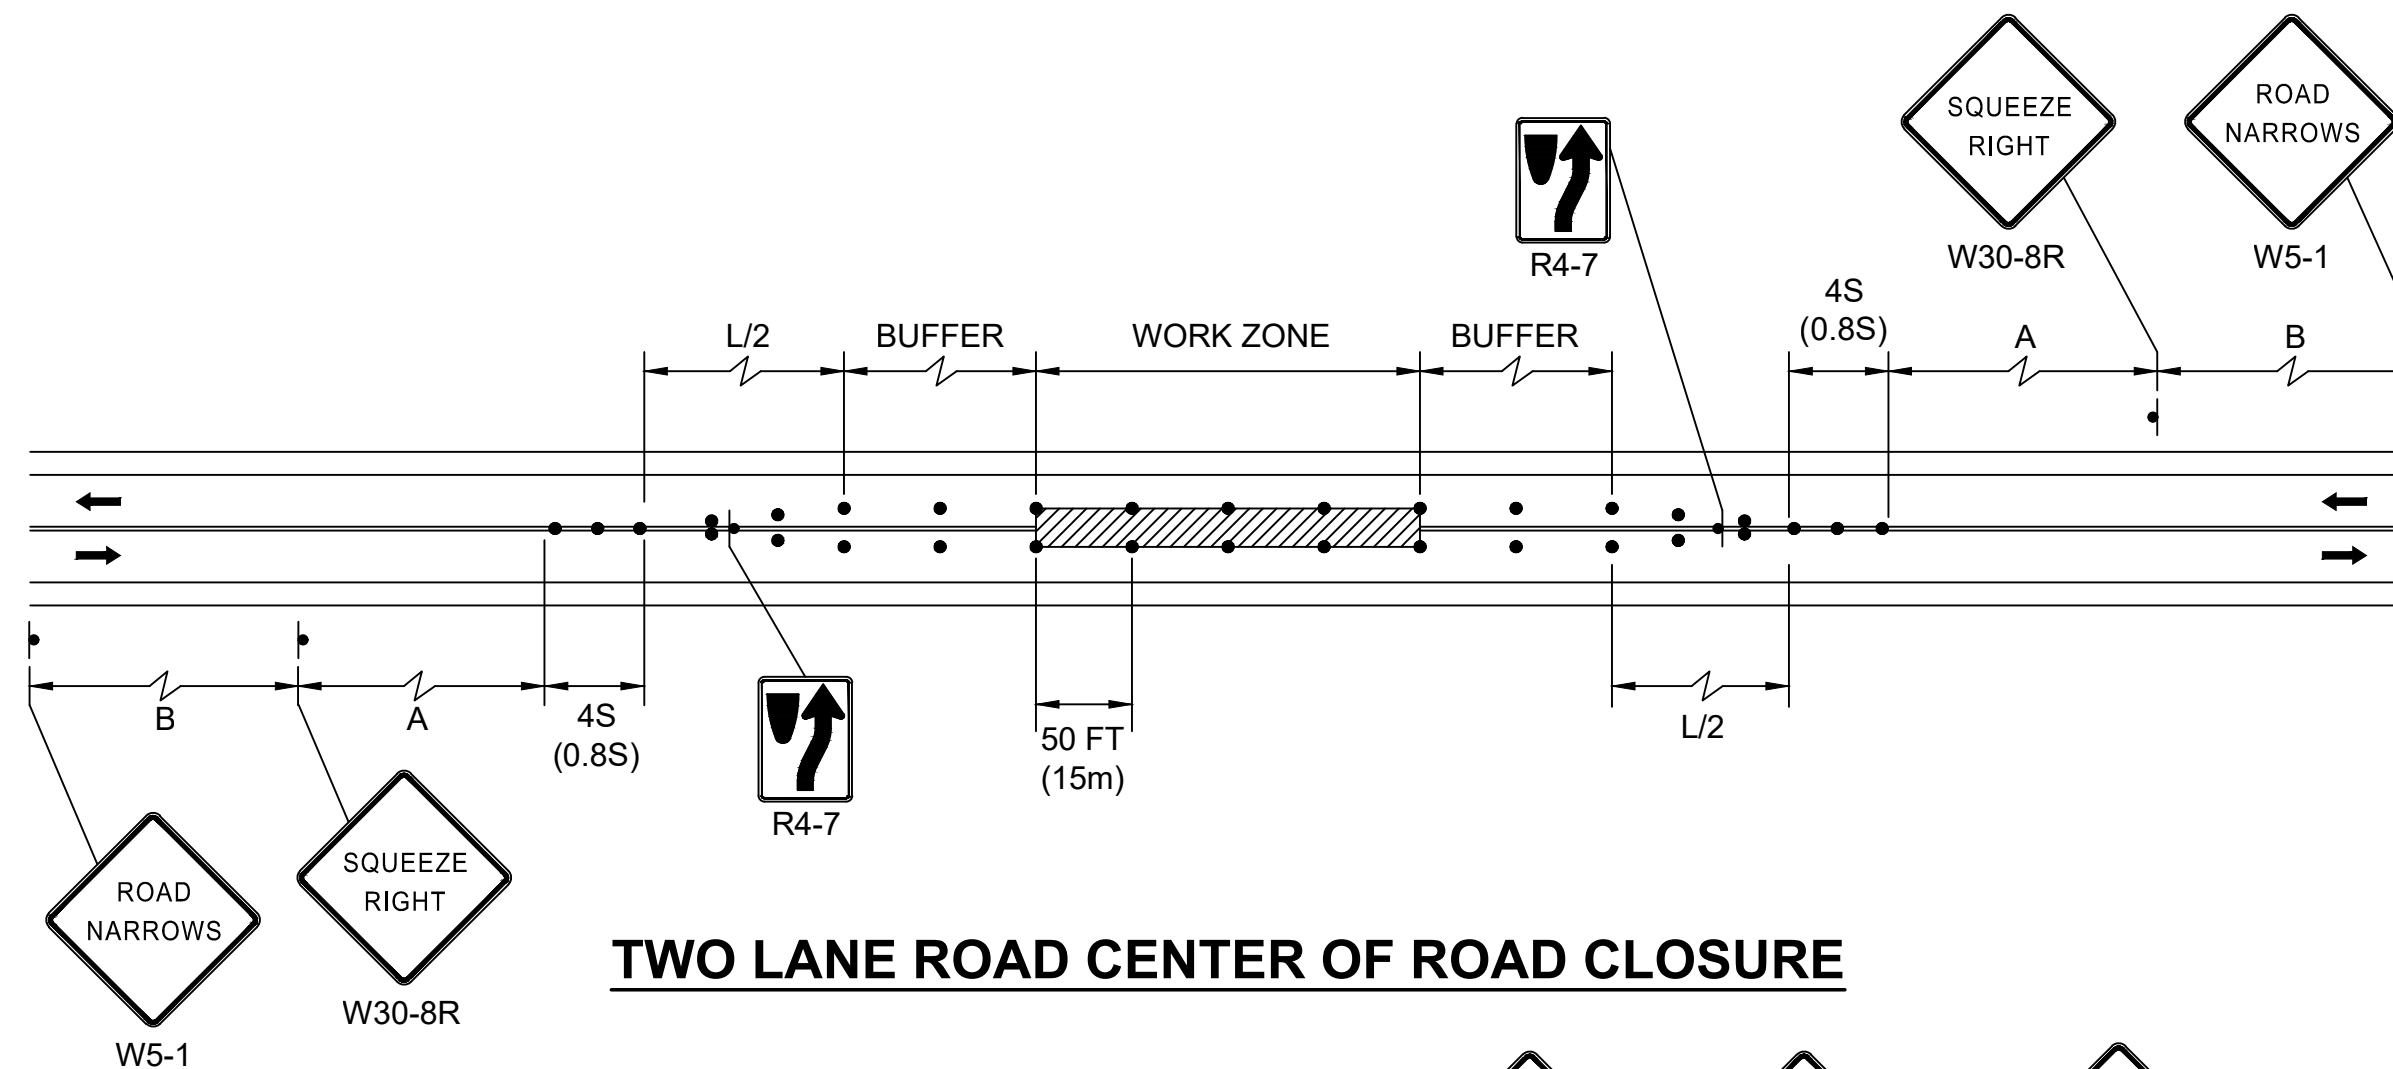 SQUEEZE
RIGHT
W30-8R
ROAD
NARROWS
W5-1
R4-7
4S
(0.8S)
L/2
BUFFER
WORK ZONE
BUFFER
A
B
B
A
4S
(0.8S)
50 FT
(15m)
L/2
R4-7
ROAD
NARROWS
W5-1
SQUEEZE
RIGHT
W30-8R
TWO LANE ROAD CENTER OF ROAD CLOSURE